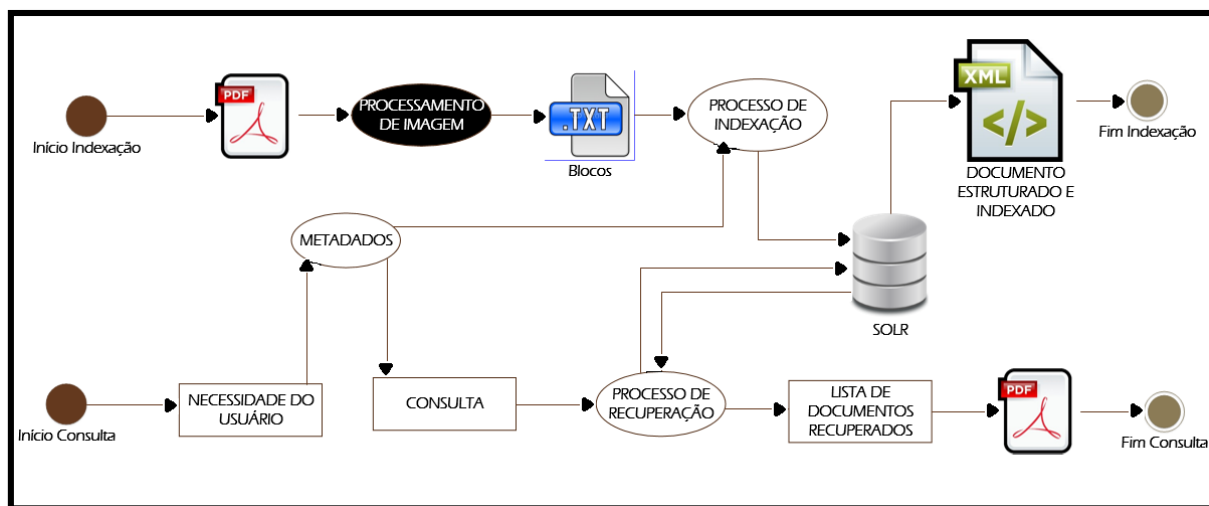 Início Indexação
PDF
PROCESSAMENTO
DE IMAGEM
.TXT
Blocos
PROCESSO DE
INDEXAÇÃO
XML
</>
DOCUMENTO
ESTRUTURADO E
INDEXADO
Fim Indexação
METADADOS
SOLR
Início Consulta
NECESSIDADE DO
USUÁRIO
CONSULTA
PROCESSO DE
RECUPERAÇÃO
LISTA DE
DOCUMENTOS
RECUPERADOS
PDF
Fim Consulta